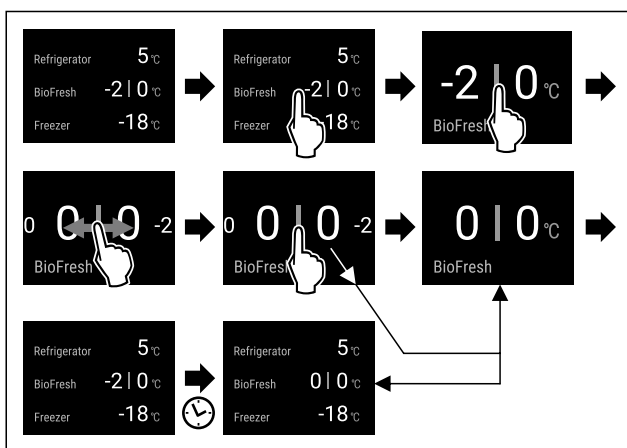 Refrigerator 5 °C
BioFresh -2 | 0 °C
Freezer -18 °C
Refrigerator 5 °C
BioFresh -2 | 0 °C
Freezer -18 °C
-2 | 0 °C
BioFresh
0 0 | 0 -2
BioFresh
0 0 | 0 -2
BioFresh
0 | 0 °C
BioFresh
Refrigerator 5 °C
BioFresh -2 | 0 °C
Freezer -18 °C
Refrigerator 5 °C
BioFresh 0 | 0 °C
Freezer -18 °C